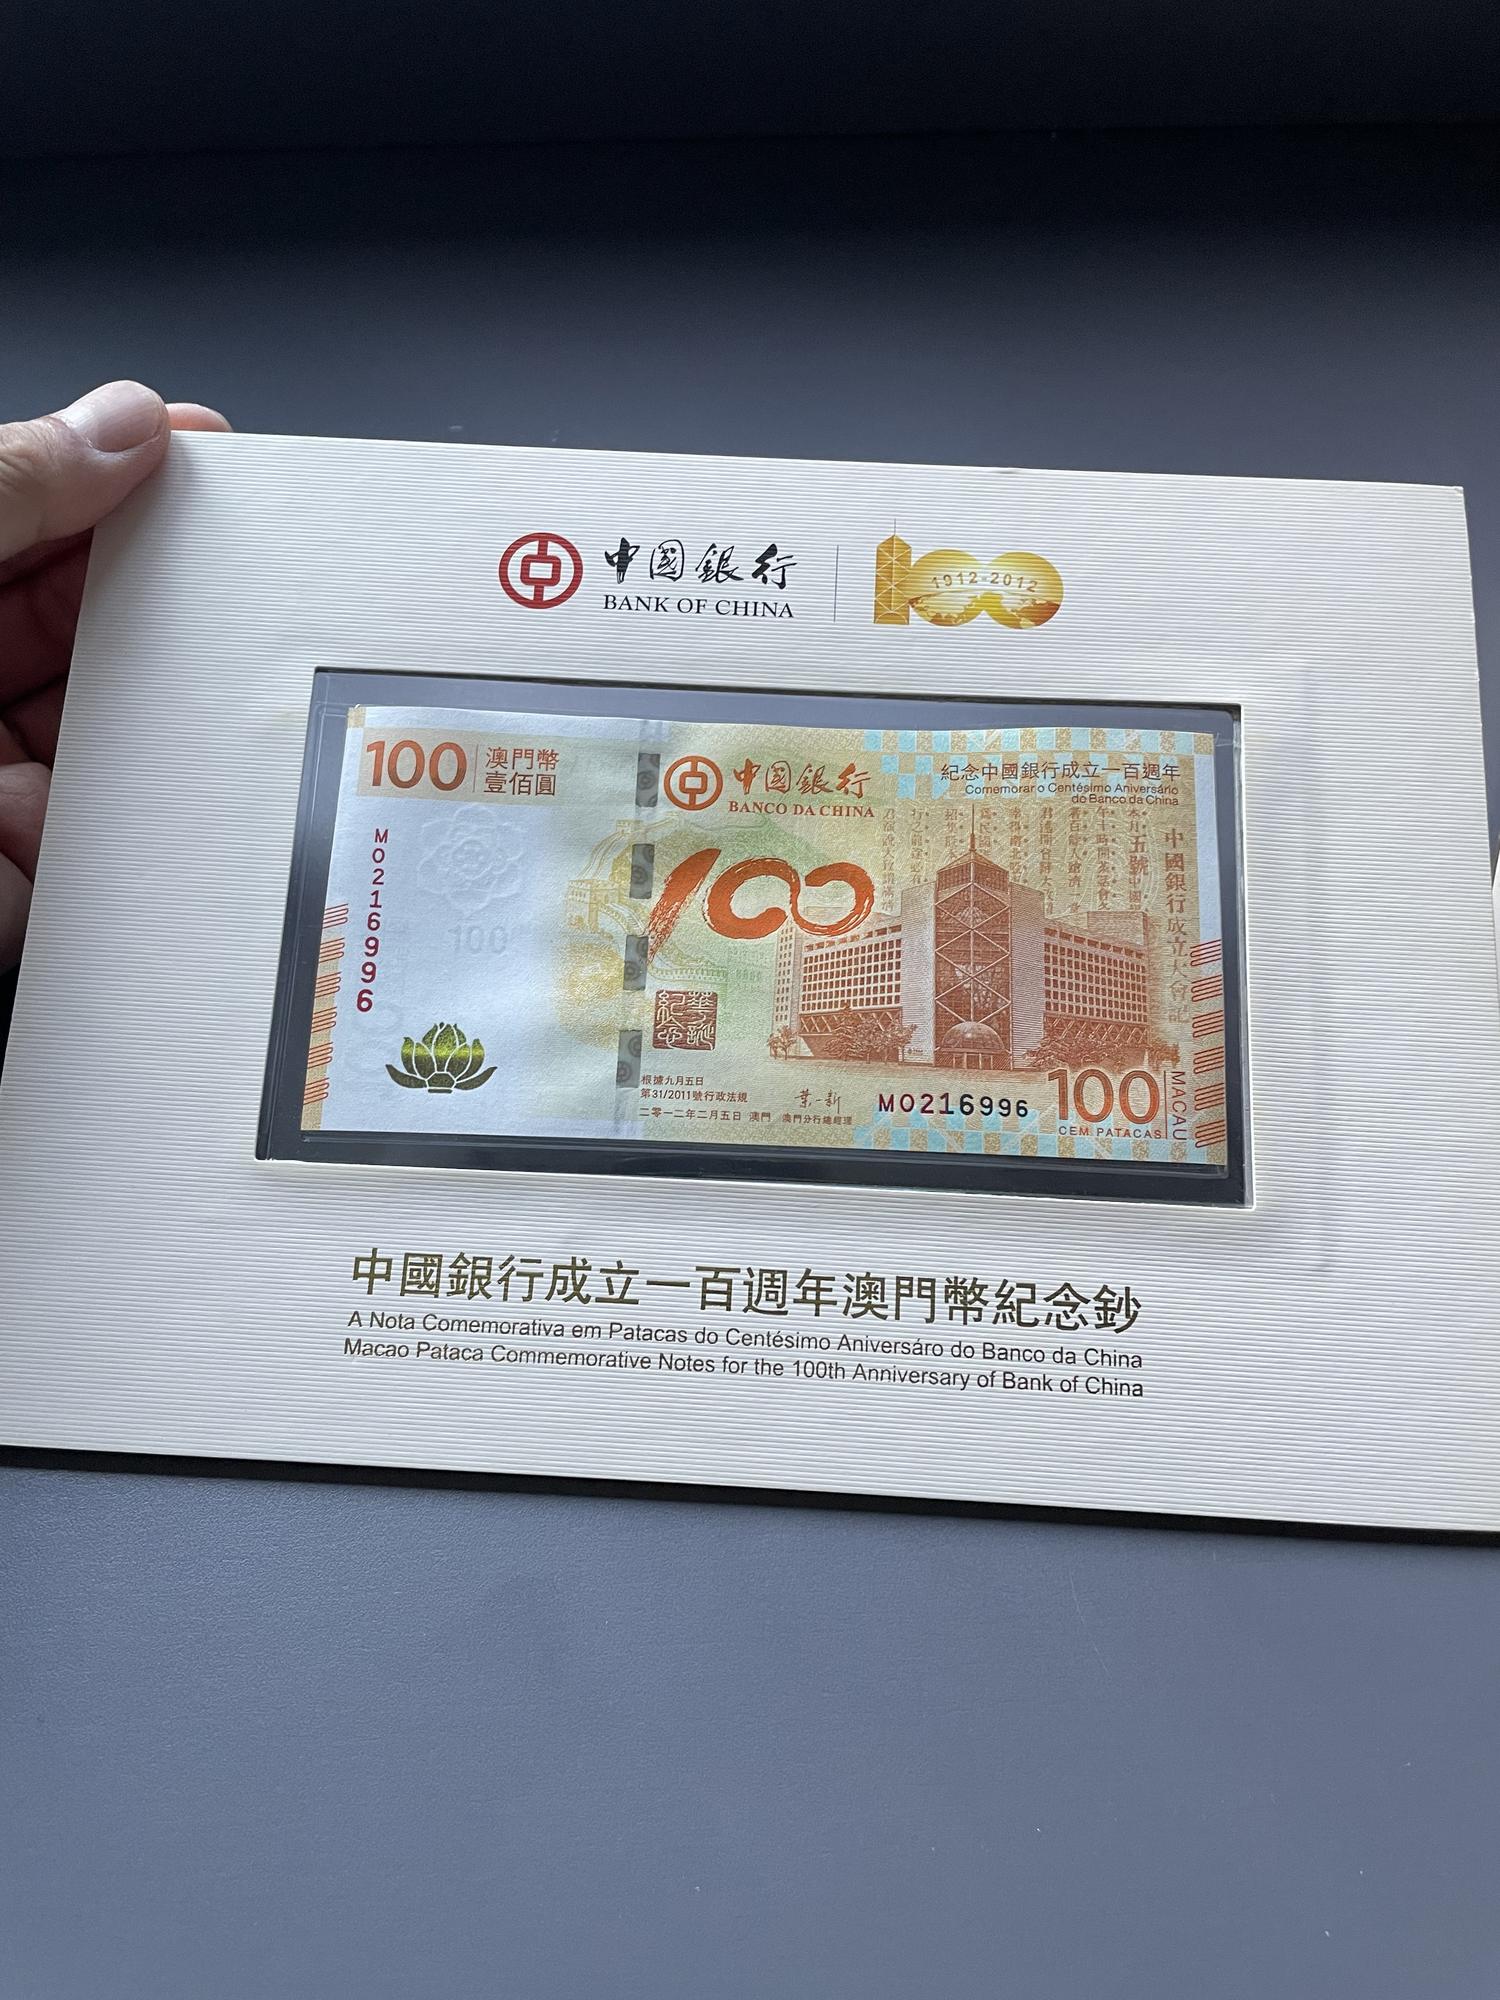 中國銀行
BANK OF CHINA
1912-2012
100 澳門幣
壹佰圓
中國銀行
BANCO DA CHINA
紀念中國銀行成立一百週年
Comemorar o Centésimo Aniversário
do Banco da China
MO216996
100
100
中國銀行成立大會記
根據九月五日
第31/2011號行政法規
二零一二年二月五日 澳門 澳門分行總經理
MO216996
100
CEM PATACAS
MACAU
中國銀行成立一百週年澳門幣紀念鈔
A Nota Comemorativa em Patacas do Centésimo Aniversáro do Banco da China
Macao Pataca Commemorative Notes for the 100th Anniversary of Bank of China